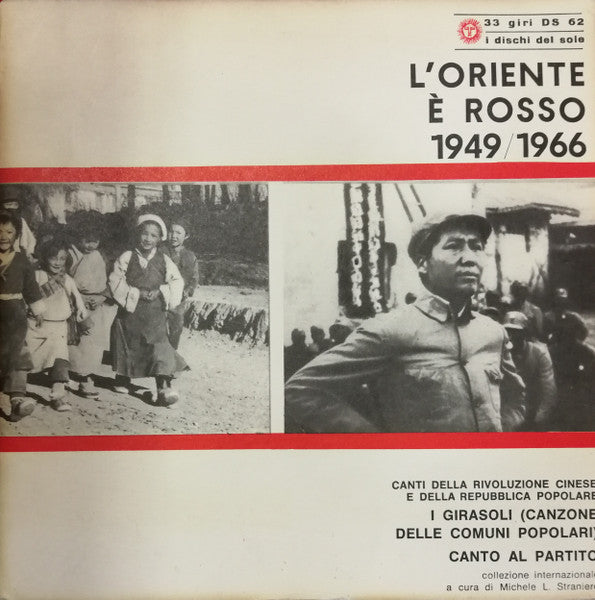 33 giri DS 62
i dischi del sole
L'ORIENTE
È ROSSO
1949/1966
CANTI DELLA RIVOLUZIONE CINESE
E DELLA REPUBBLICA POPOLARE
I GIRASOLI (CANZONE
DELLE COMUNI POPOLARI)
CANTO AL PARTITO
collezione internazionale
a cura di Michele L. Straniero